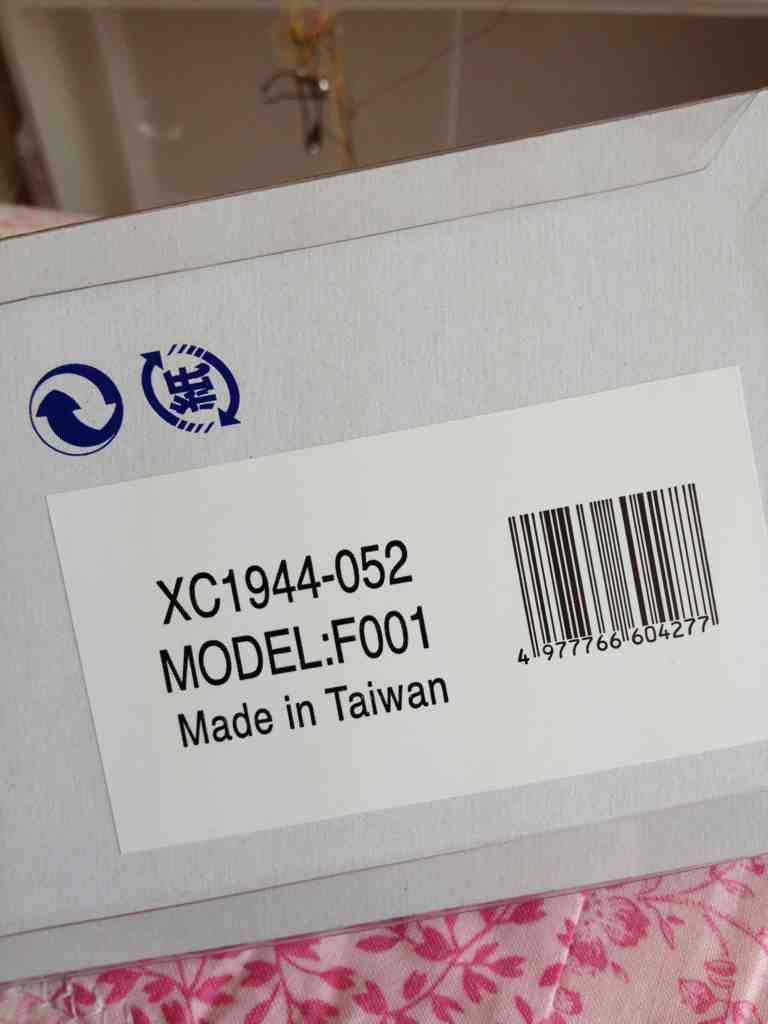 紙
XC1944-052
MODEL:F001
Made in Taiwan
4 977766 604277